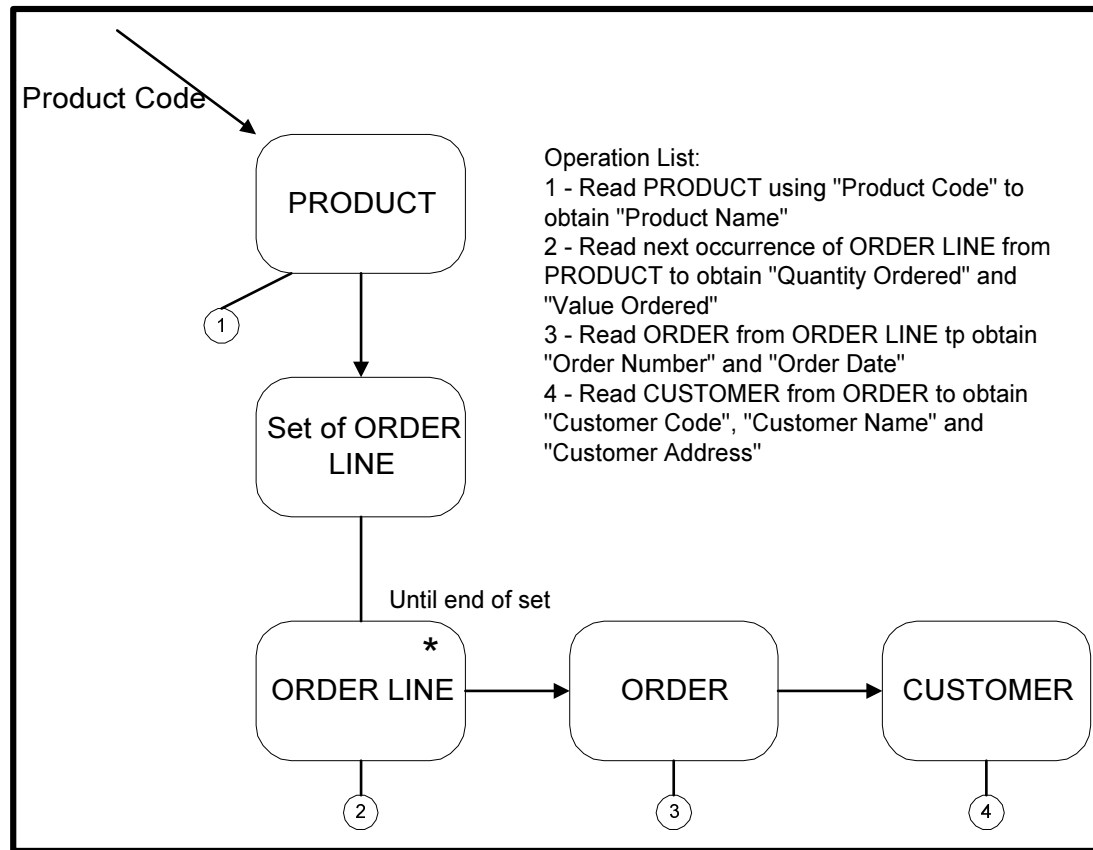 Product Code
PRODUCT
Operation List:
1 - Read PRODUCT using "Product Code" to
obtain "Product Name"
2 - Read next occurrence of ORDER LINE from
PRODUCT to obtain "Quantity Ordered" and
"Value Ordered"
3 - Read ORDER from ORDER LINE tp obtain
"Order Number" and "Order Date"
4 - Read CUSTOMER from ORDER to obtain
"Customer Code", "Customer Name" and
"Customer Address"
1
Set of ORDER
LINE
Until end of set
*
ORDER LINE
ORDER
CUSTOMER
2
3
4